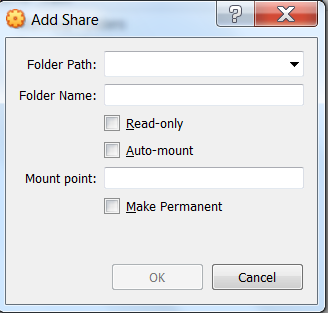 Add Share
?
Folder Path:
Folder Name:
Read-only
Auto-mount
Mount point:
Make Permanent
OK
Cancel